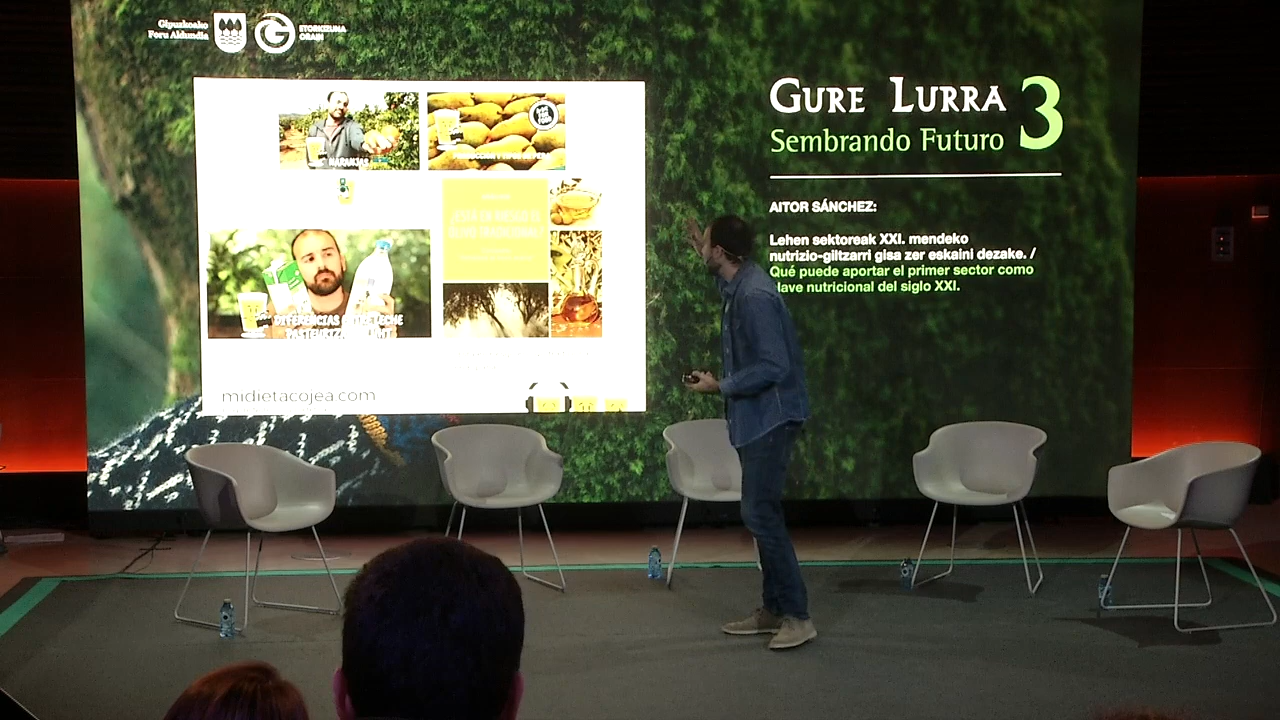 Gipuzkoako
Foru Aldundia
ETORKIZUNA
ORAIN
GURE LURRA 3
Sembrando Futuro
AITOR SÁNCHEZ:
Lehen sektoreak XXI. mendeko
nutrizio-giltzarri gisa zer eskaini dezake. /
Qué puede aportar el primer sector como
clave nutricional del siglo XXI.
NARANJAS
DIFERENCIAS ENTRE LECHE
midietacojea.com